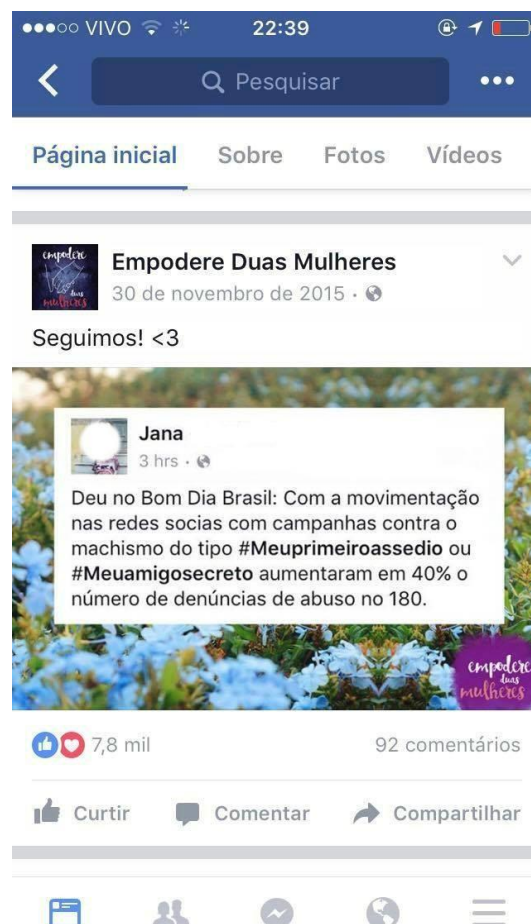 VIVO 22:39
Pesquisar
Página inicial Sobre Fotos Vídeos
empodere
duas
mulheres
Empodere Duas Mulheres
30 de novembro de 2015 ·
Seguimos! <3
Jana
3 hrs ·
Deu no Bom Dia Brasil: Com a movimentação
nas redes socias com campanhas contra o
machismo do tipo #Meuprimeiroassedio ou
#Meuamigosecreto aumentaram em 40% o
número de denúncias de abuso no 180.
empodere
duas
mulheres
7,8 mil 92 comentários
Curtir Comentar Compartilhar